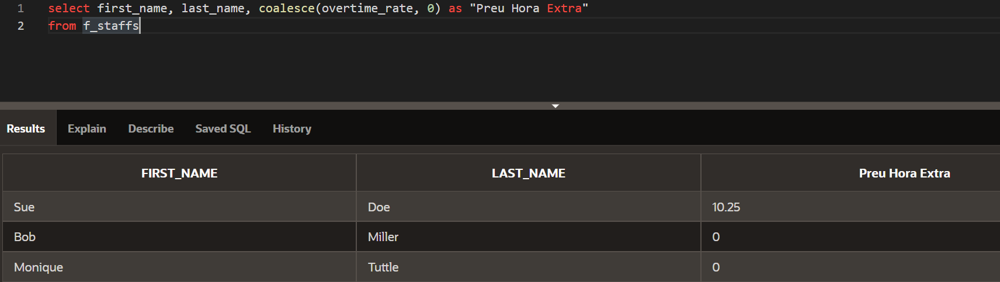 1 select first_name, last_name, coalesce(overtime_rate, 0) as "Preu Hora Extra"
2 from f_staffs
Results Explain Describe Saved SQL History
FIRST_NAME LAST_NAME Preu Hora Extra
Sue Doe 10.25
Bob Miller 0
Monique Tuttle 0